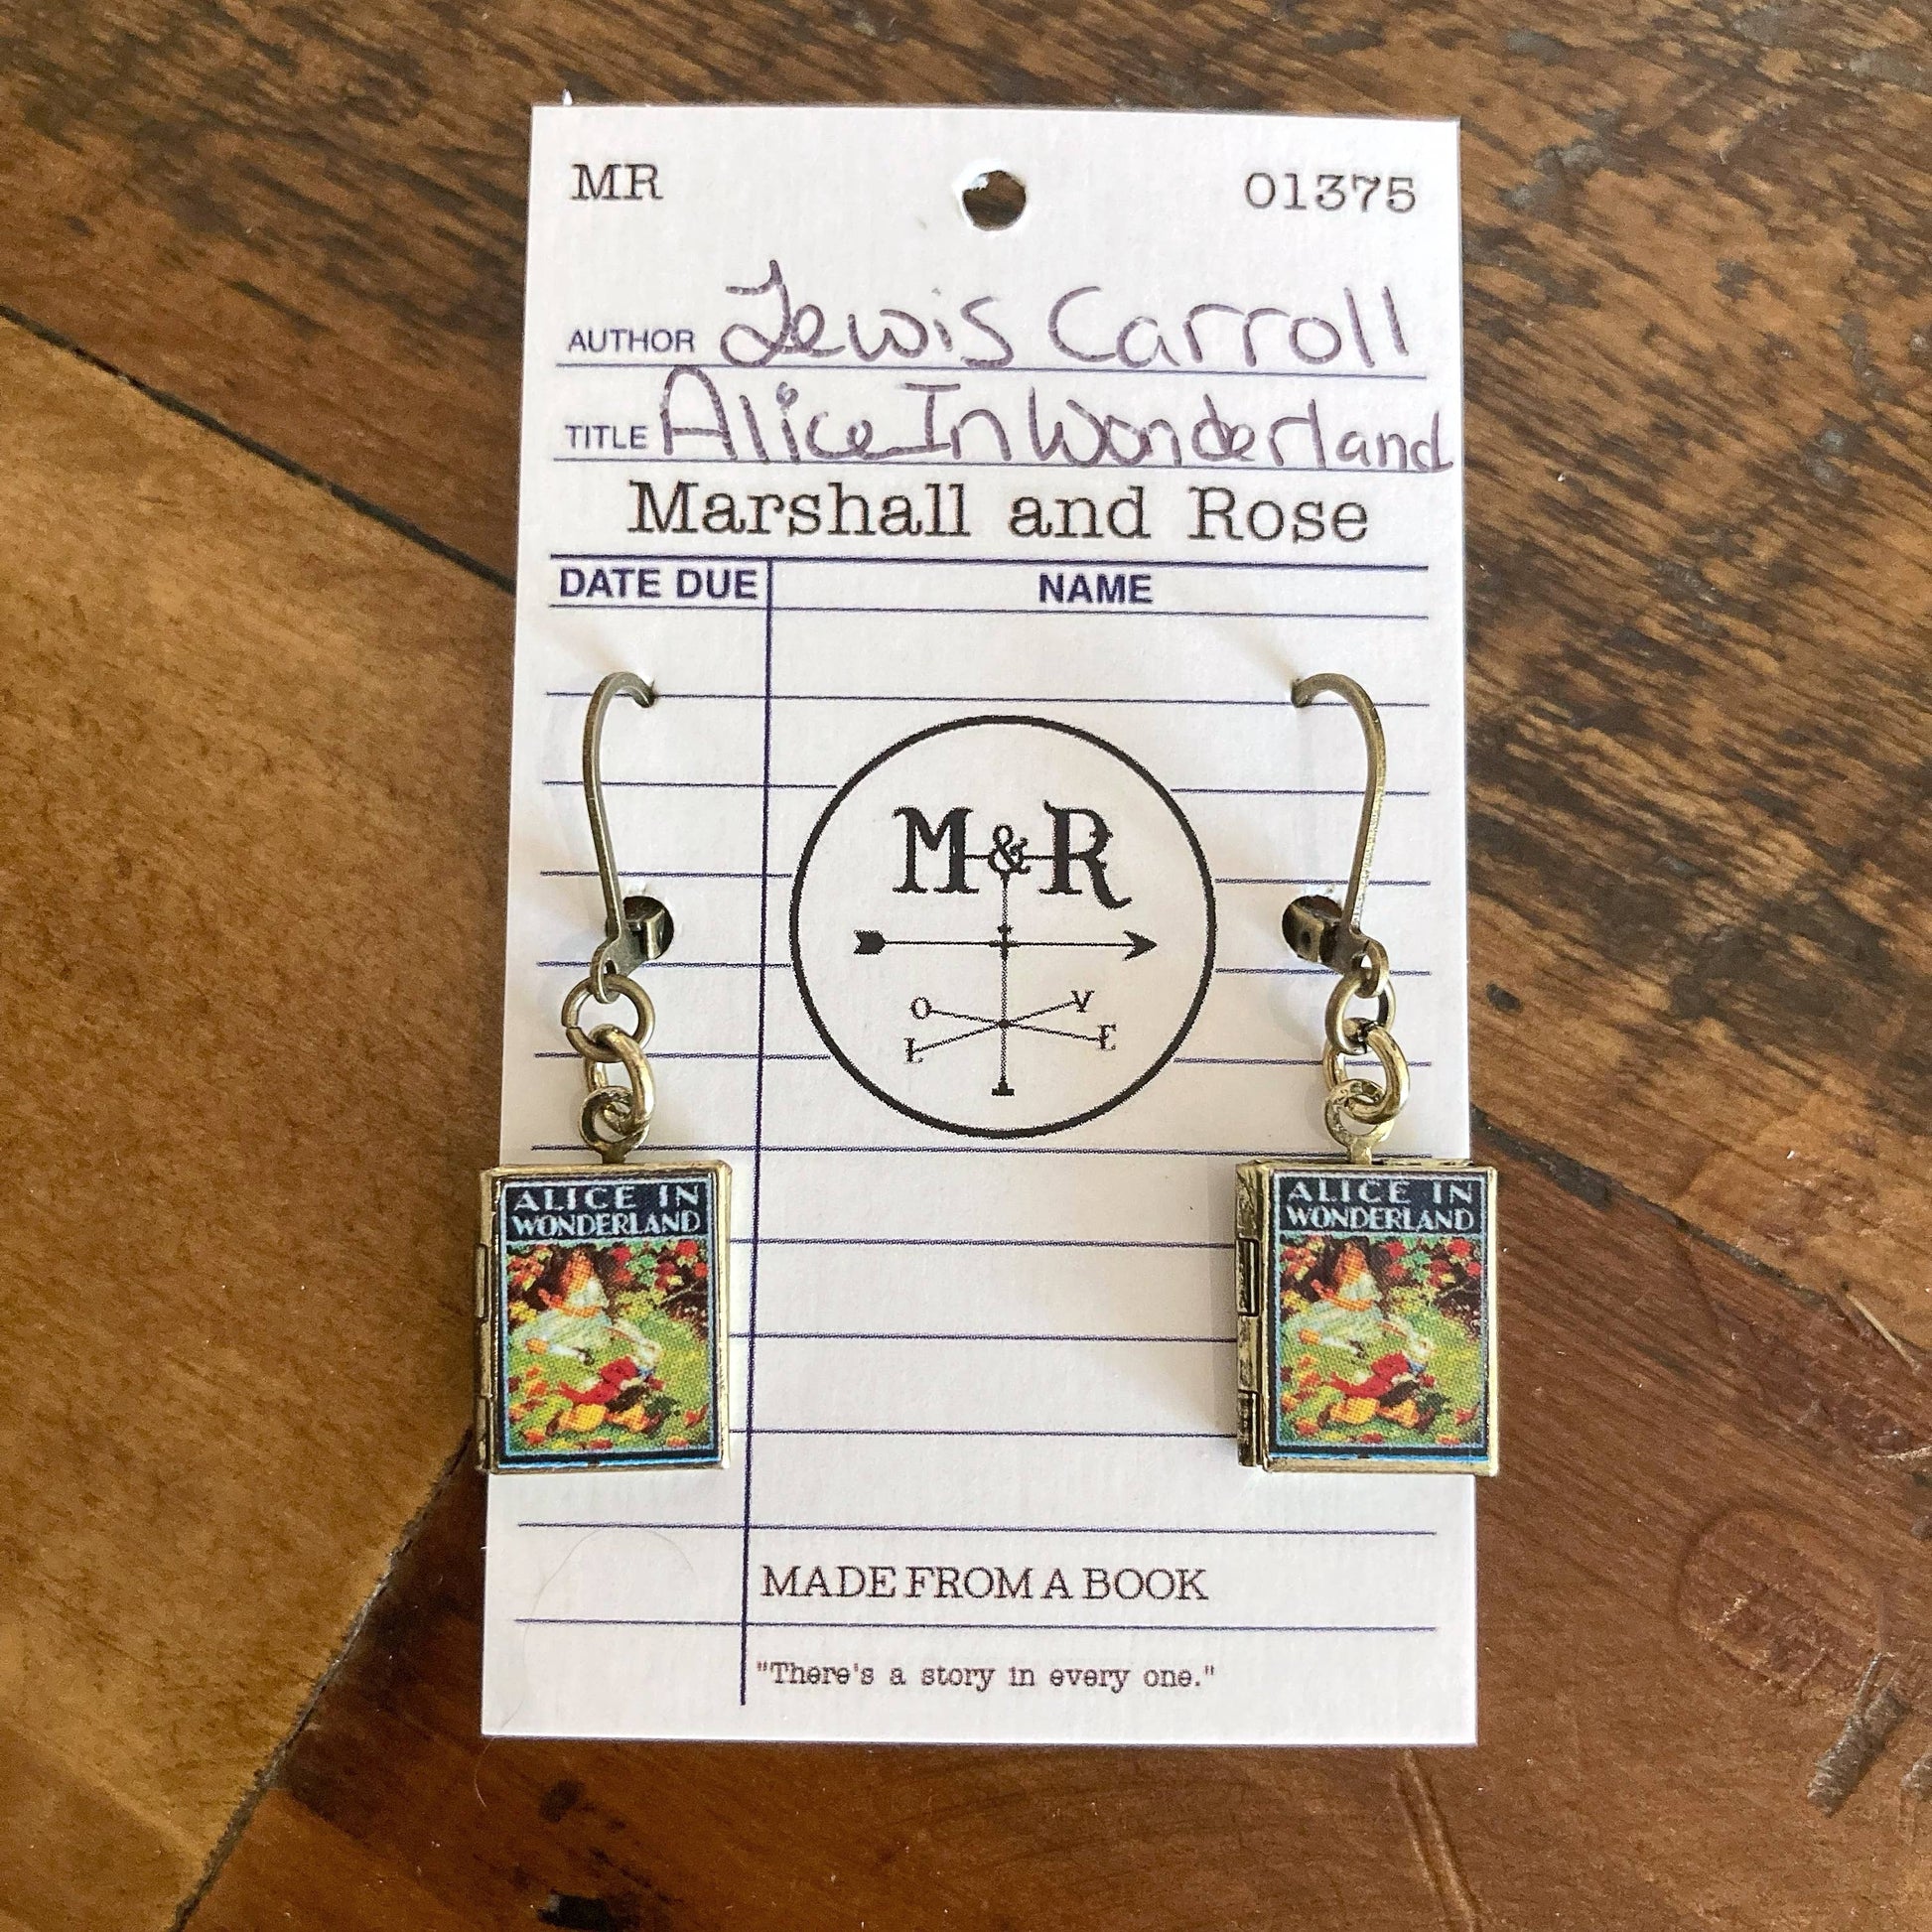 MR 01375
AUTHOR Lewis Carroll
TITLE Alice In Wonderland
Marshall and Rose
DATE DUE NAME
M&R
O V
L E
ALICE IN
WONDERLAND
ALICE IN
WONDERLAND
MADE FROM A BOOK
"There's a story in every one."